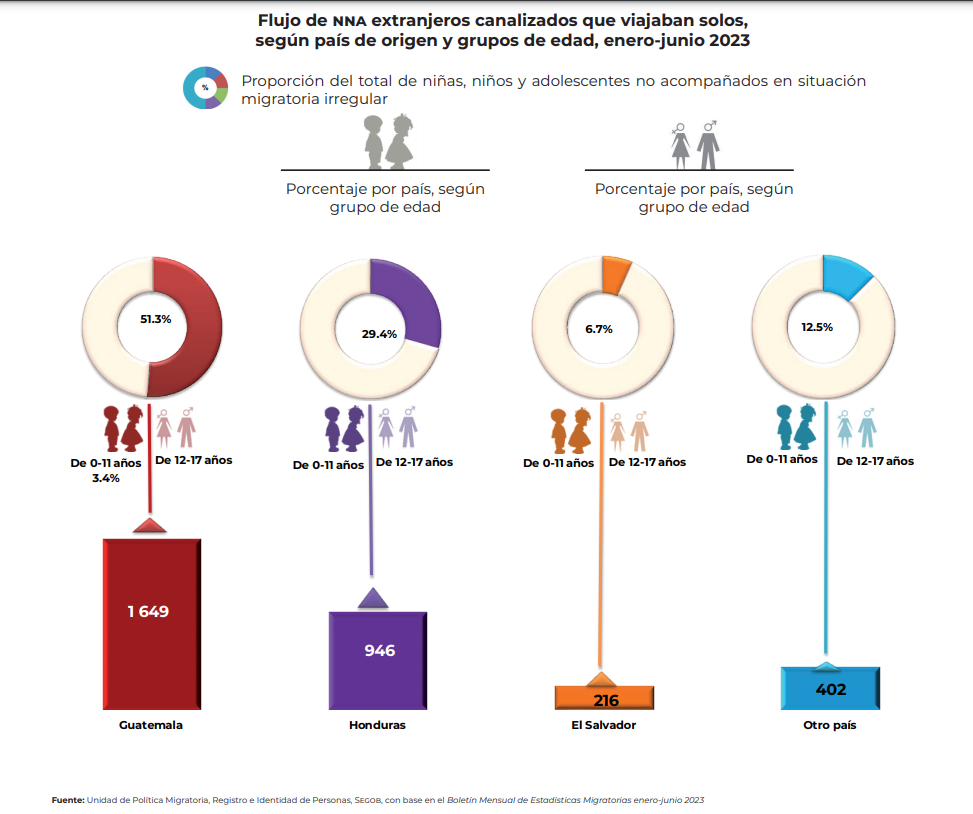 Flujo de NNA extranjeros canalizados que viajaban solos,
según país de origen y grupos de edad, enero-junio 2023
%
Proporción del total de niñas, niños y adolescentes no acompañados en situación
migratoria irregular
Porcentaje por país, según
grupo de edad
Porcentaje por país, según
grupo de edad
51.3%
29.4%
6.7%
12.5%
De 0-11 años
3.4%
De 12-17 años
De 0-11 años
De 12-17 años
De 0-11 años
De 12-17 años
De 0-11 años
De 12-17 años
1 649
946
216
402
Guatemala
Honduras
El Salvador
Otro país
Fuente: Unidad de Política Migratoria, Registro e Identidad de Personas, SEGOB, con base en el Boletín Mensual de Estadísticas Migratorias enero-junio 2023